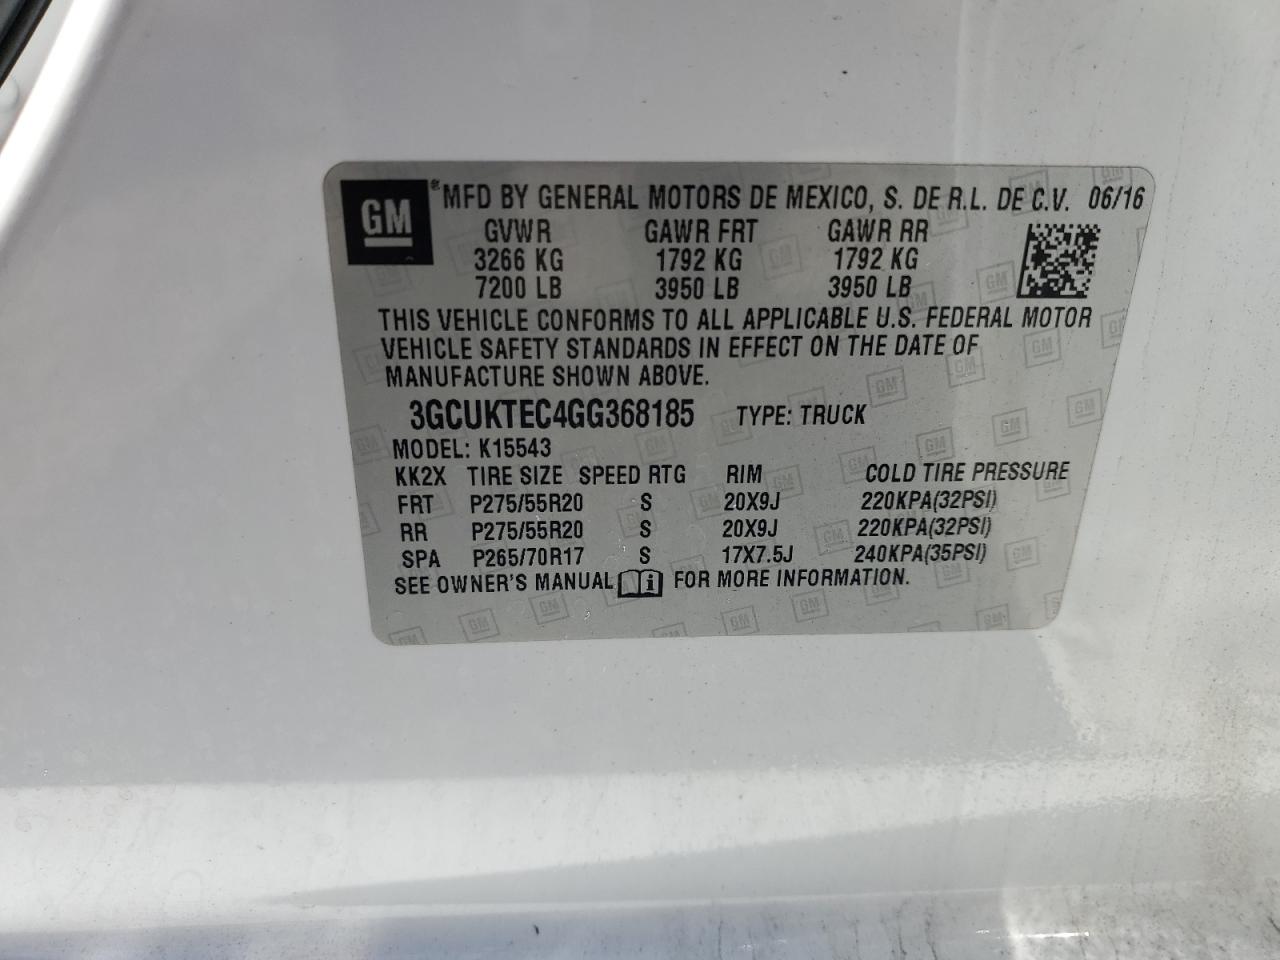 GM ® MFD BY GENERAL MOTORS DE MEXICO, S. DE R.L. DE C.V. 06/16
GVWR GAWR FRT GAWR RR
3266 KG 1792 KG 1792 KG
7200 LB 3950 LB 3950 LB
THIS VEHICLE CONFORMS TO ALL APPLICABLE U.S. FEDERAL MOTOR
VEHICLE SAFETY STANDARDS IN EFFECT ON THE DATE OF
MANUFACTURE SHOWN ABOVE.
3GCUKTEC4GG368185 TYPE: TRUCK
MODEL: K15543
KK2X TIRE SIZE SPEED RTG RIM COLD TIRE PRESSURE
FRT P275/55R20 S 20X9J 220KPA(32PSI)
RR P275/55R20 S 20X9J 220KPA(32PSI)
SPA P265/70R17 S 17X7.5J 240KPA(35PSI)
SEE OWNER'S MANUAL i FOR MORE INFORMATION.